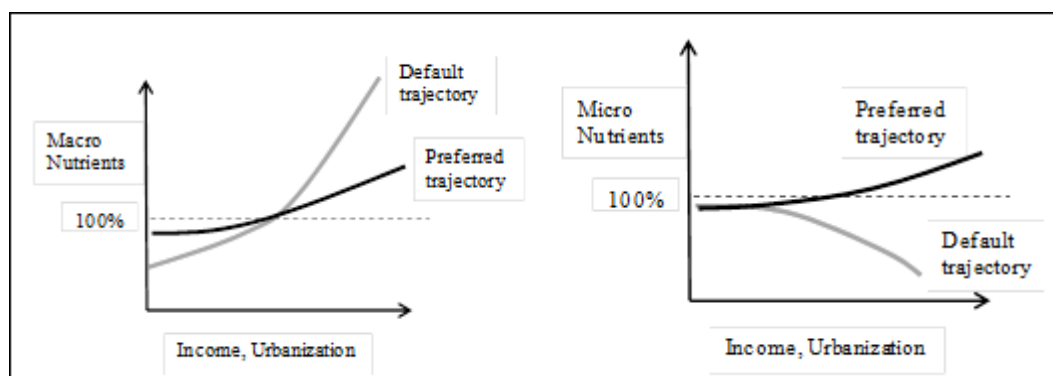 Default
trajectory
Macro
Nutrients
Preferred
trajectory
100%
Income, Urbanization
Micro
Nutrients
Preferred
trajectory
100%
Default
trajectory
Income, Urbanization